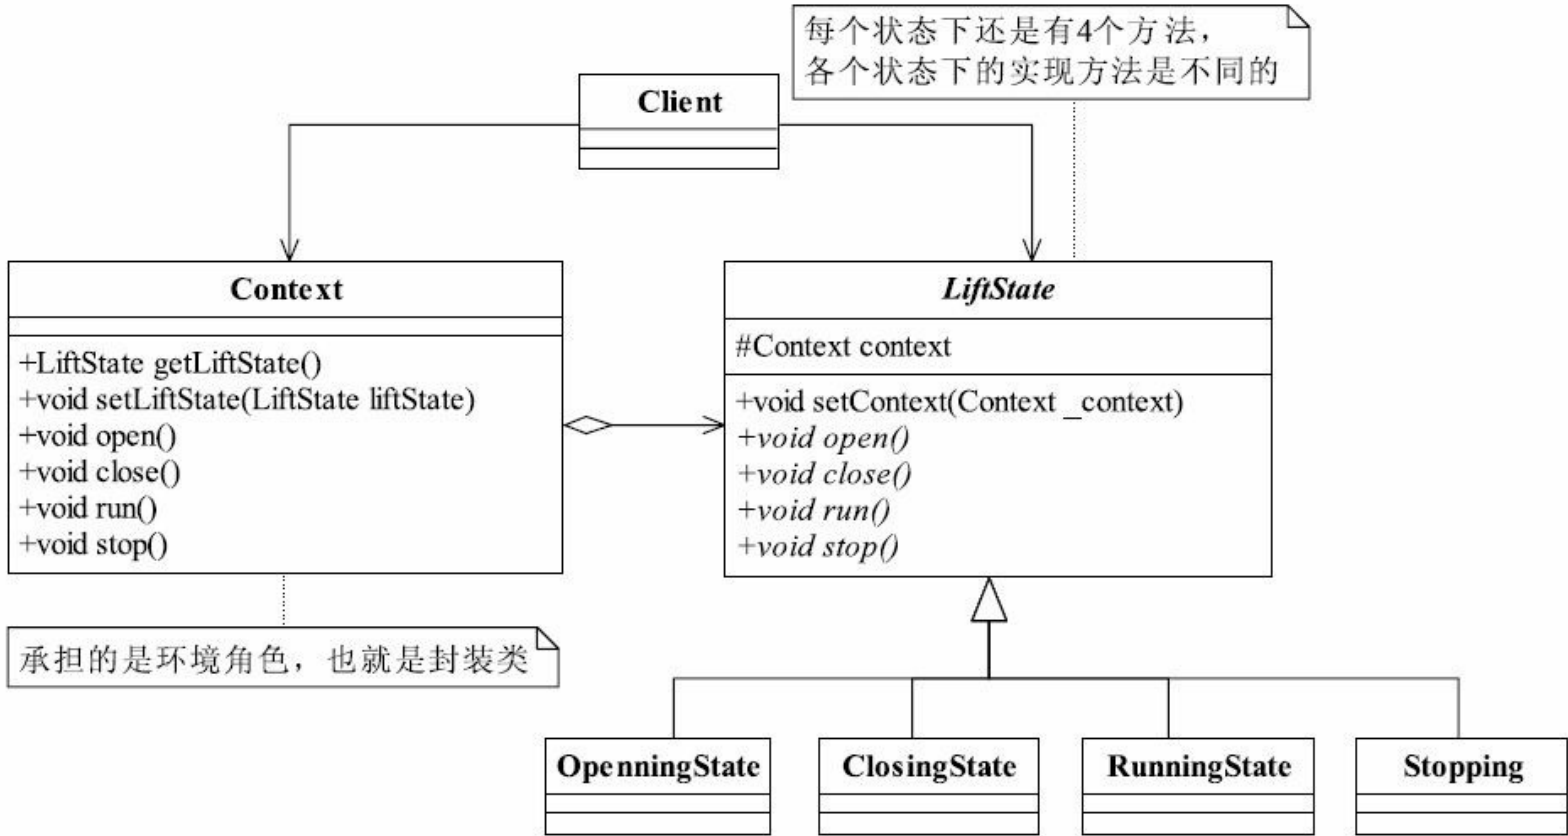 每个状态下还是有4个方法，
各个状态下的实现方法是不同的
Client
Context
+LiftState getLiftState()
+void setLiftState(LiftState liftState)
+void open()
+void close()
+void run()
+void stop()
LiftState
#Context context
+void setContext(Context _context)
+void open()
+void close()
+void run()
+void stop()
承担的是环境角色，也就是封装类
OpenningState
ClosingState
RunningState
Stopping